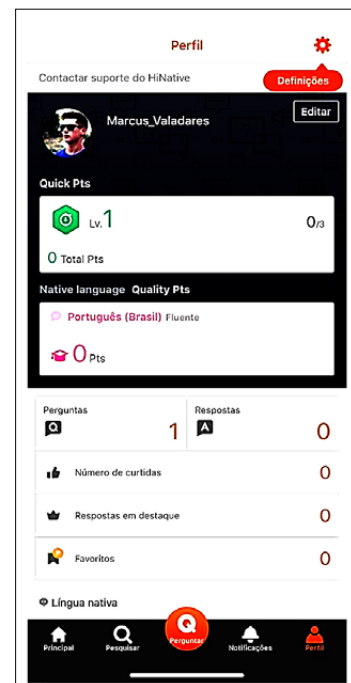 Perfil
Contactar suporte do HiNative
Definições
Marcus_Valadares
Editar
Quick Pts
Lv.1
0/3
0 Total Pts
Native language Quality Pts
Português (Brasil) Fluente
0 Pts
Perguntas
Q
1
Respostas
A
0
Número de curtidas
0
Respostas em destaque
0
Favoritos
0
Língua nativa
Principal
Pesquisar
Q
Perguntar
Notificações
Perfil